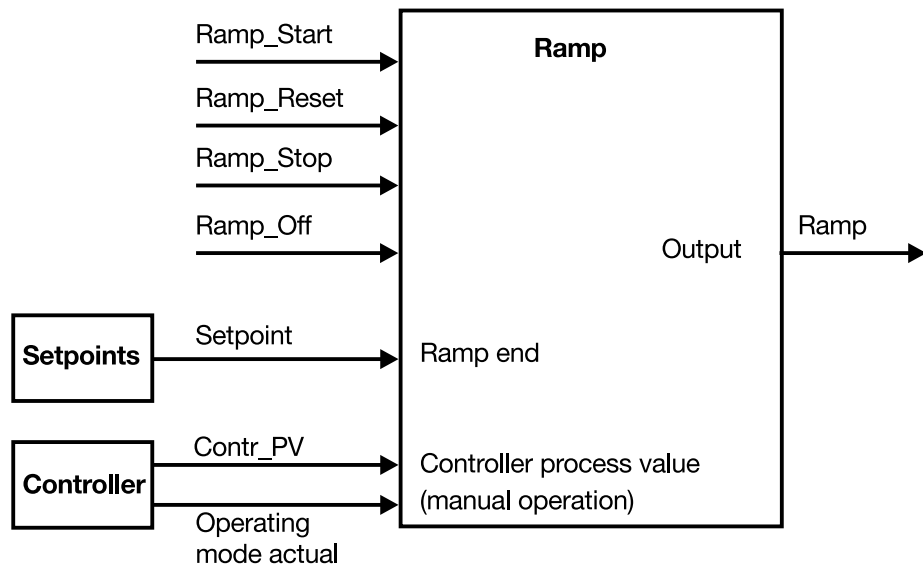 Ramp_Start
Ramp
Ramp_Reset
Ramp_Stop
Ramp_Off
Output
Ramp
Setpoints
Setpoint
Ramp end
Controller
Contr_PV
Controller process value
(manual operation)
Operating
mode actual